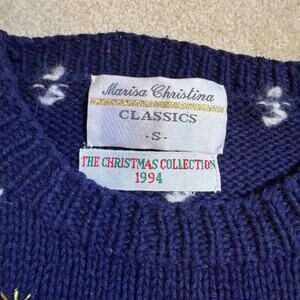 Marisa Christina
CLASSICS
-S-
THE CHRISTMAS COLLECTION
1994